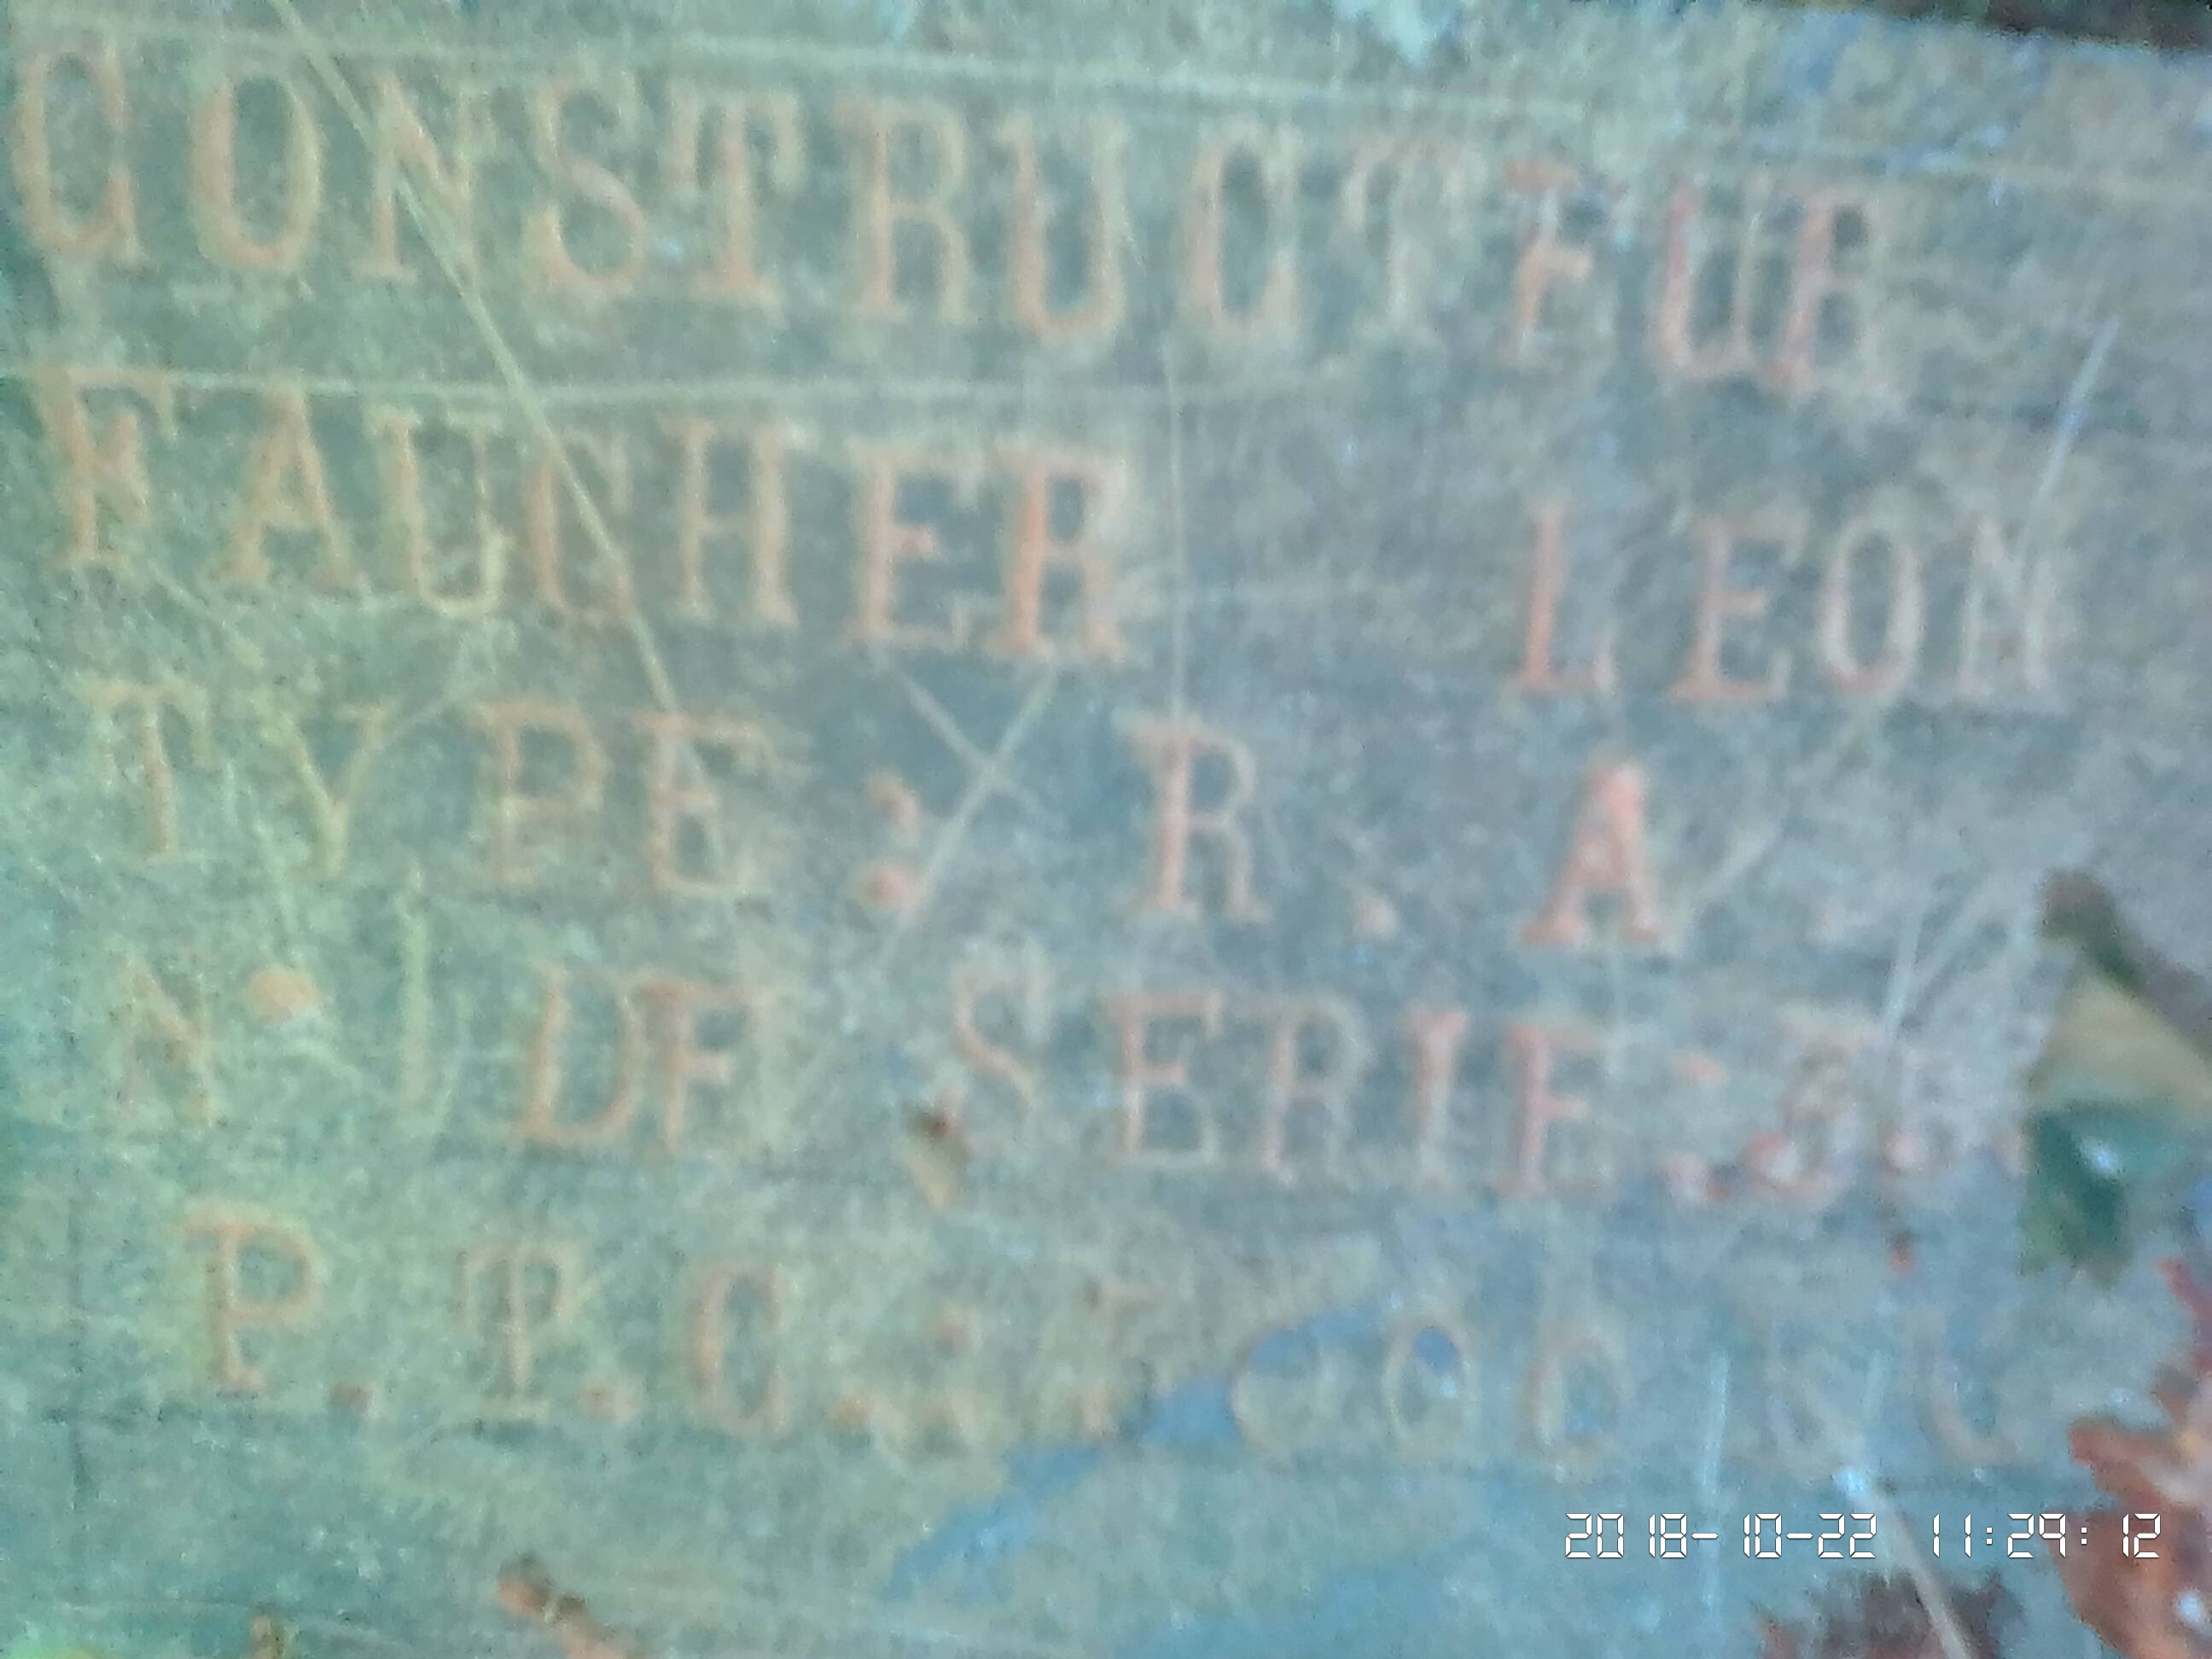 CONSTRUCTEUR
FAUCHER LEON
TYPE: R. A
N° DE SERIE:
P.T.C.:
2018-10-22 11:29:12